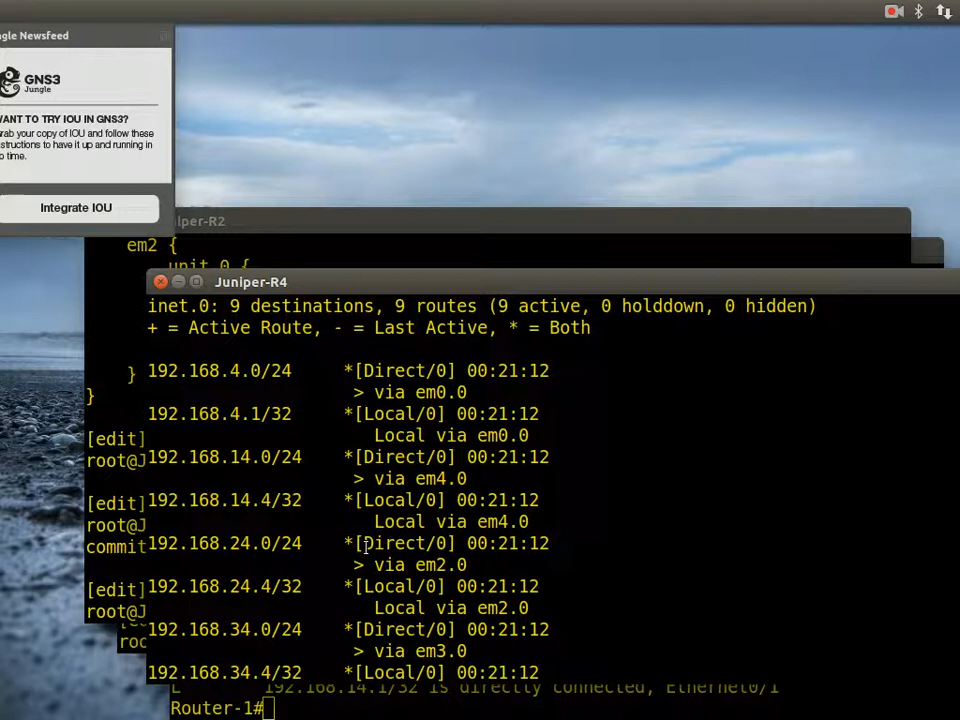 ngle Newsfeed
GNS3
Jungle
WANT TO TRY IOU IN GNS3?
rab your copy of IOU and follow these
structions to have it up and running in
o time.
Integrate IOU
iper-R2
em2 {
unit 0 {
}
}
[edit]
root@J
[edit]
root@J
commit
[edit]
root@J
roo
Juniper-R4
inet.0: 9 destinations, 9 routes (9 active, 0 holddown, 0 hidden)
+ = Active Route, - = Last Active, * = Both
192.168.4.0/24 *[Direct/0] 00:21:12
> via em0.0
192.168.4.1/32 *[Local/0] 00:21:12
Local via em0.0
192.168.14.0/24 *[Direct/0] 00:21:12
> via em4.0
192.168.14.4/32 *[Local/0] 00:21:12
Local via em4.0
192.168.24.0/24 *[Direct/0] 00:21:12
> via em2.0
192.168.24.4/32 *[Local/0] 00:21:12
Local via em2.0
192.168.34.0/24 *[Direct/0] 00:21:12
> via em3.0
192.168.34.4/32 *[Local/0] 00:21:12
L 192.168.14.1/32 is directly connected, Ethernet0/1
Router-1#